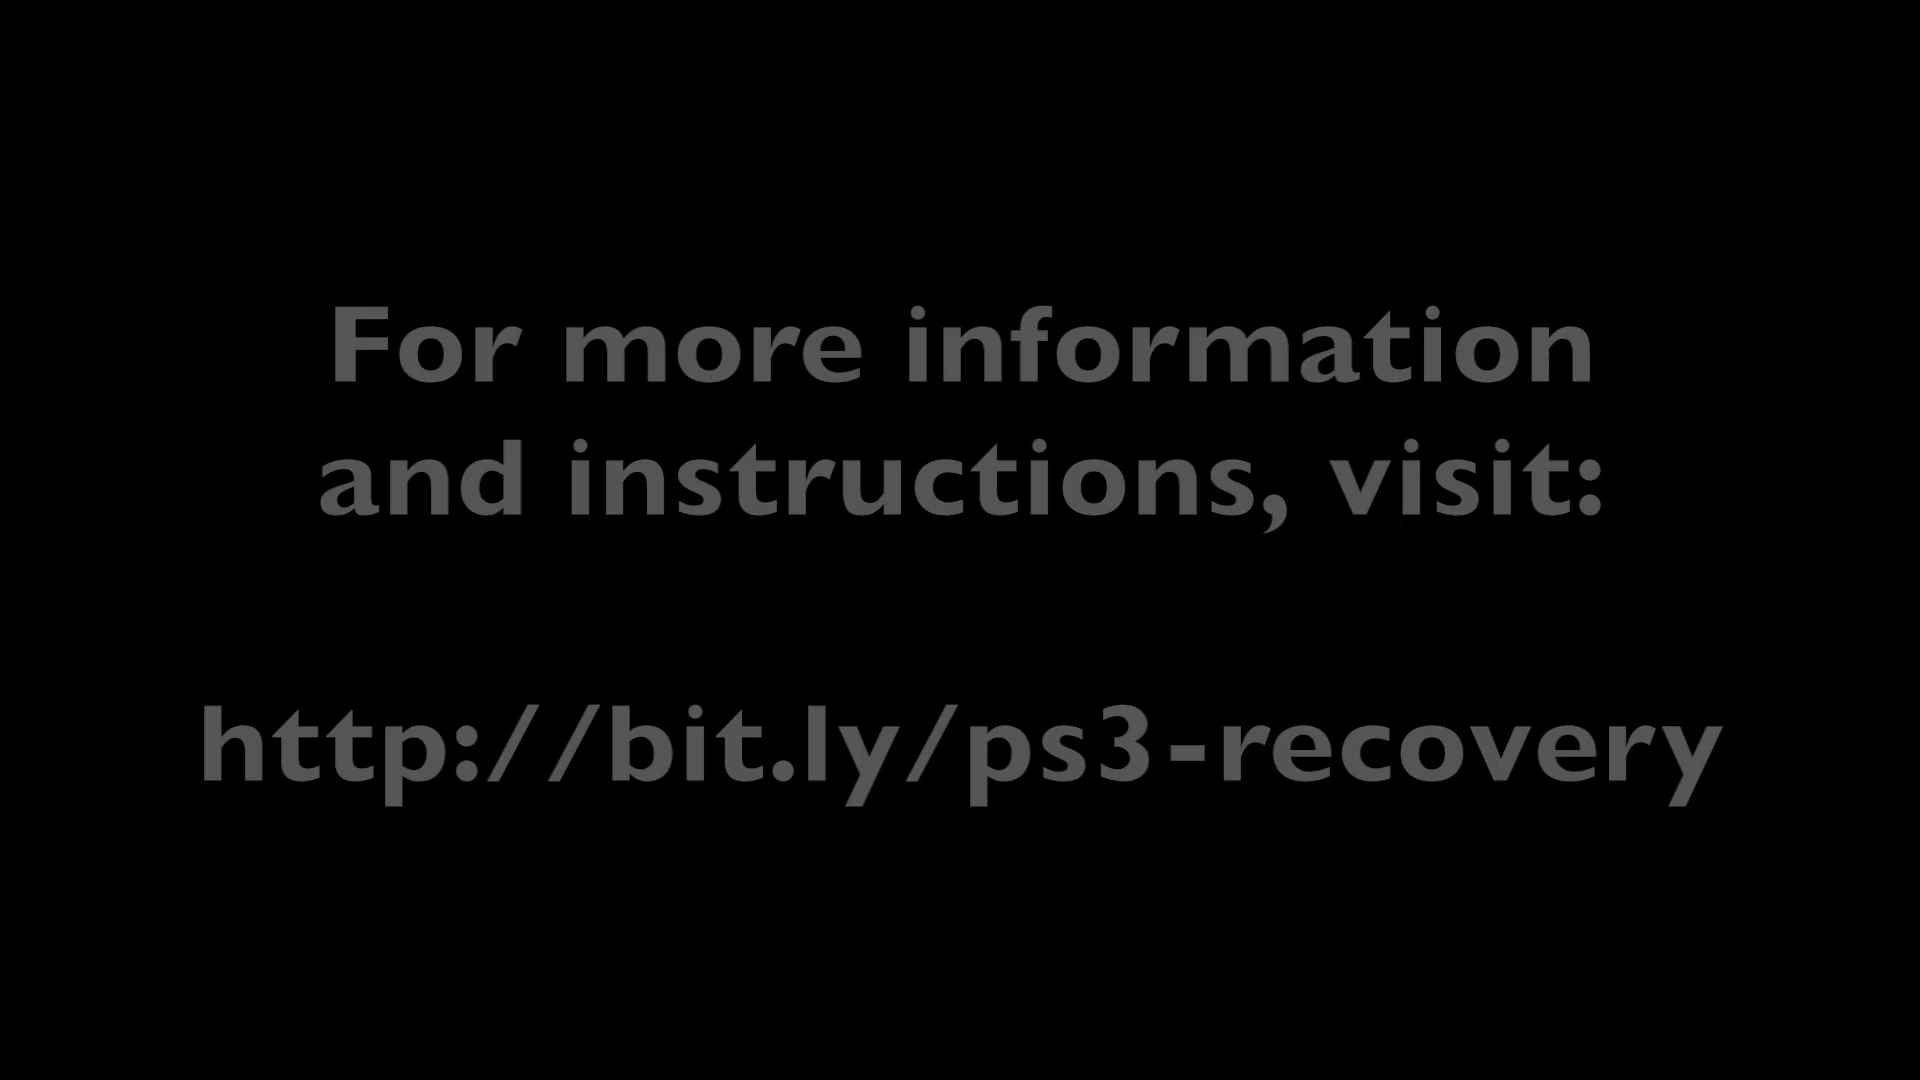 For more information
and instructions, visit:
http://bit.ly/ps3-recovery